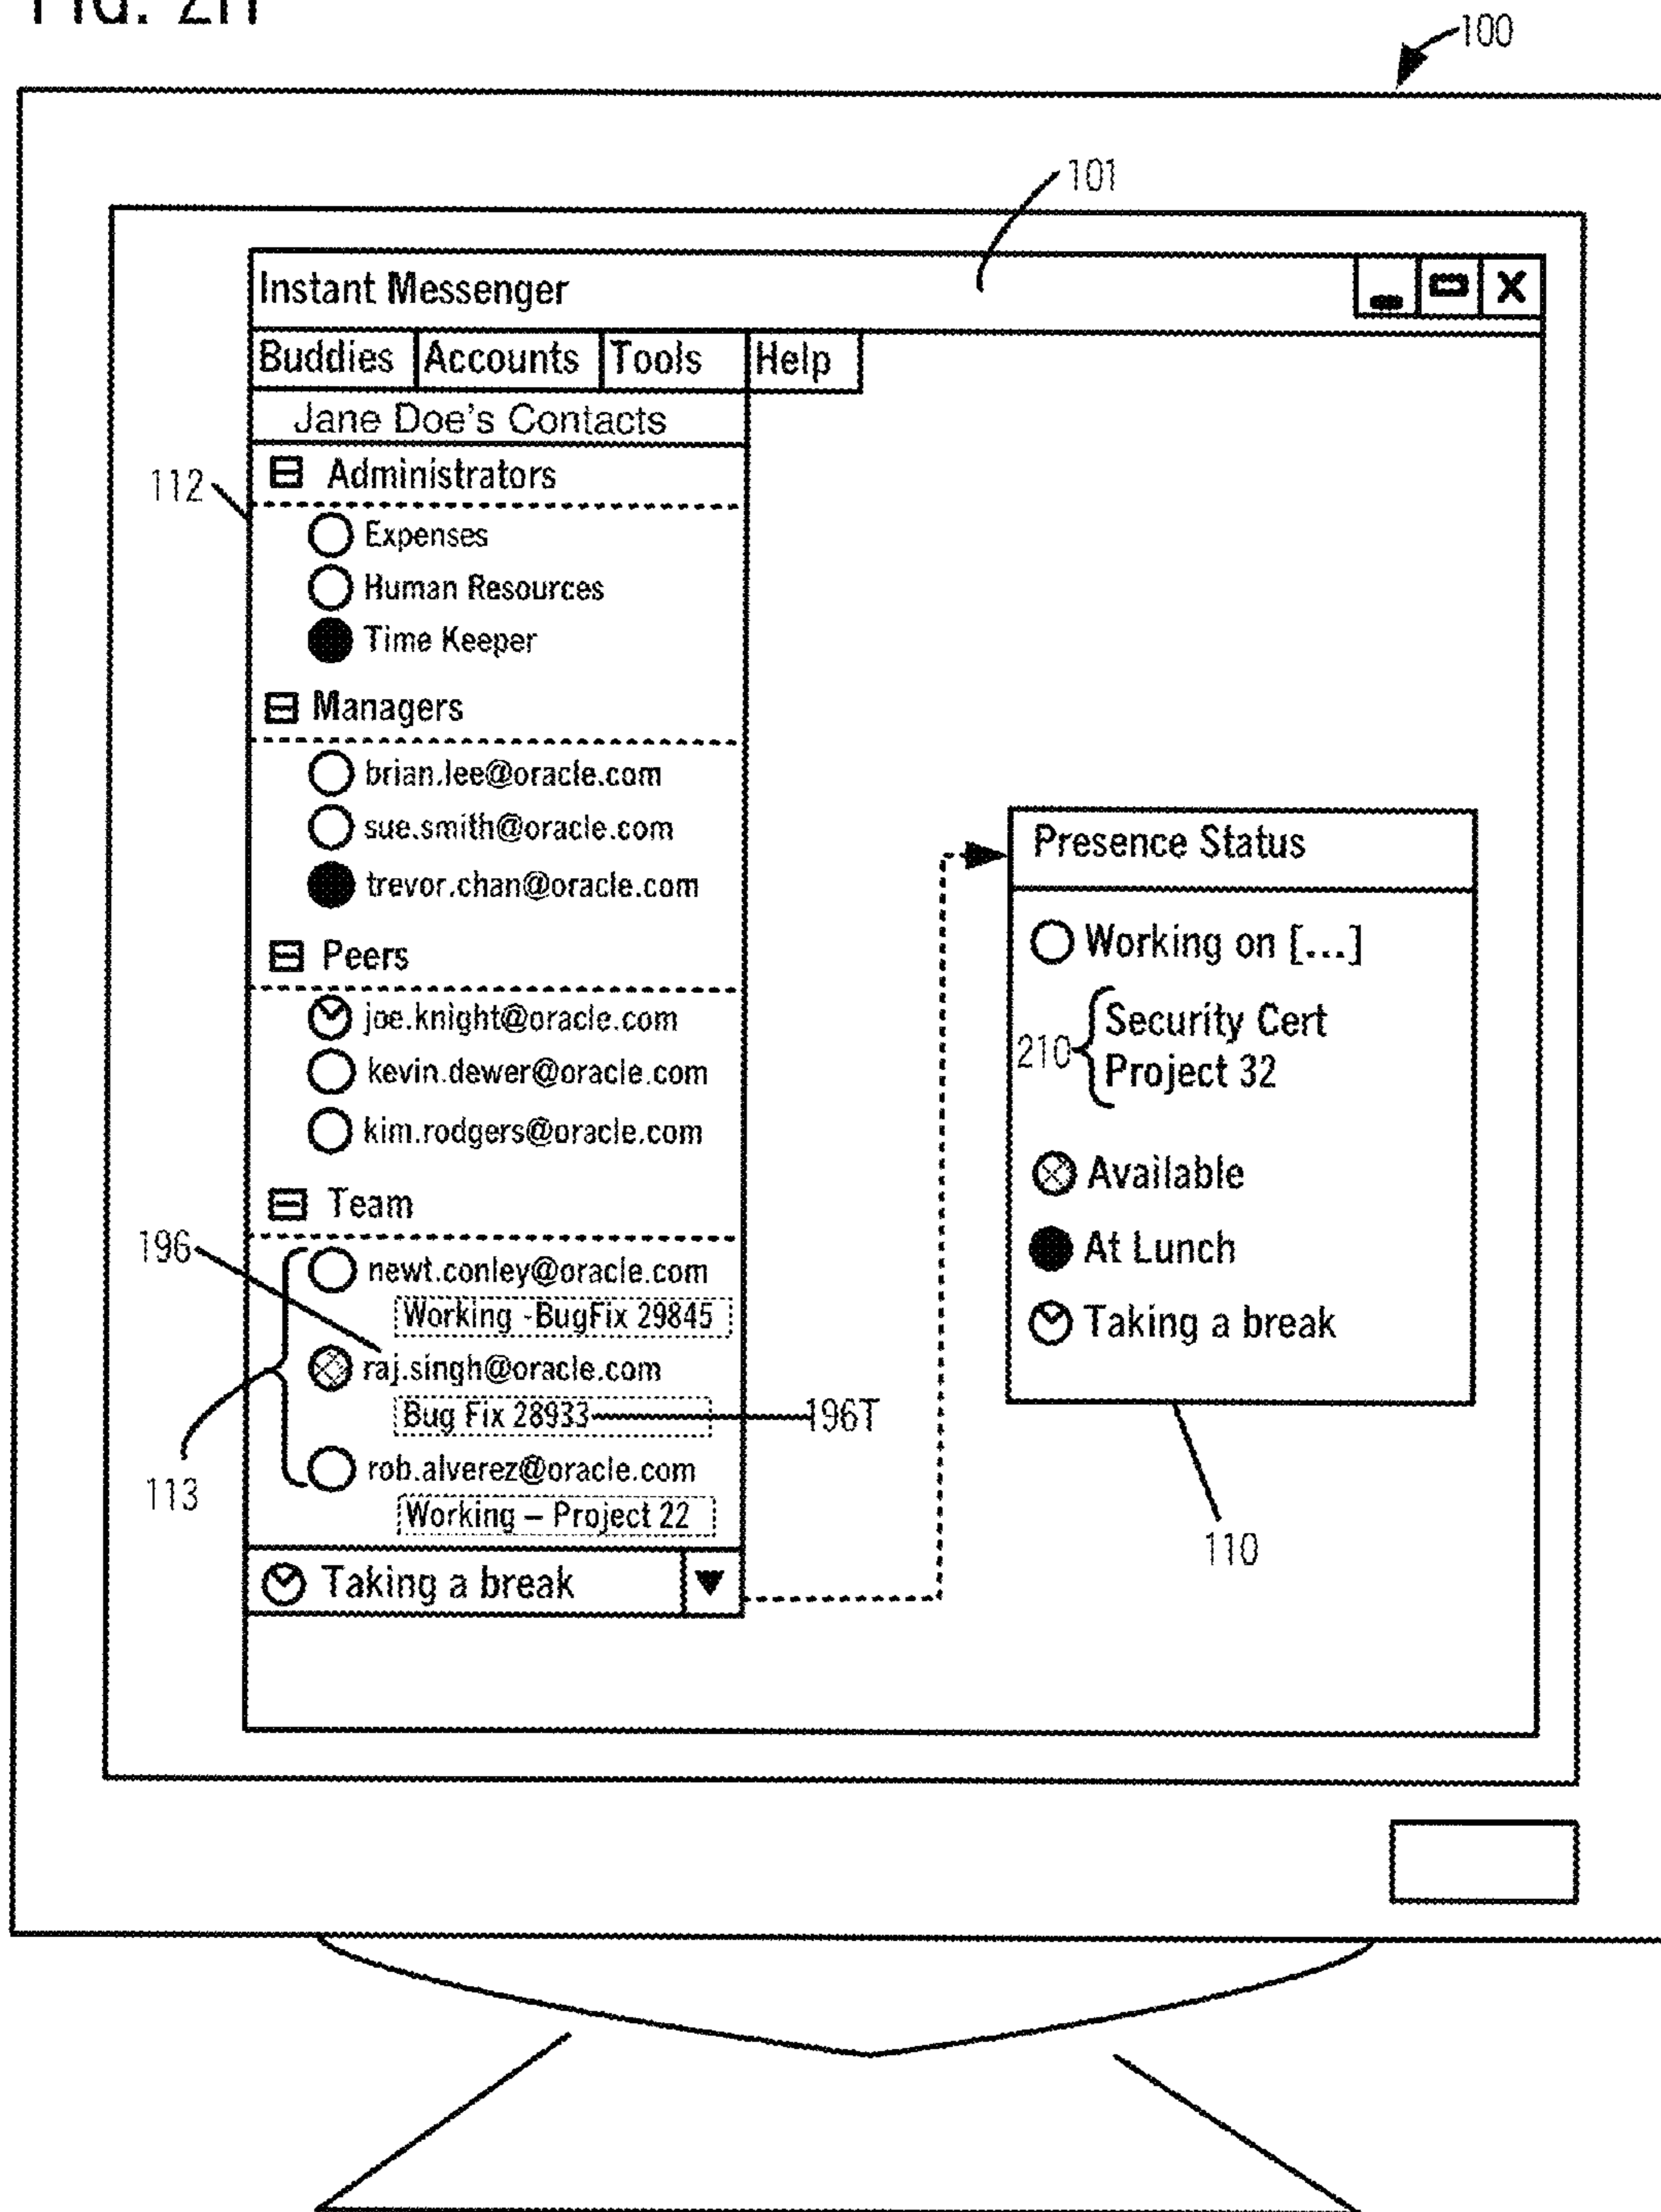 FIG. 2H
100
101
Instant Messenger
Buddies Accounts Tools Help
Jane Doe's Contacts
112
Administrators
Expenses
Human Resources
Time Keeper
Managers
brian.lee@oracle.com
sue.smith@oracle.com
trevor.chan@oracle.com
Peers
joe.knight@oracle.com
kevin.dewer@oracle.com
kim.rodgers@oracle.com
Team
196
newt.conley@oracle.com
Working -BugFix 29845
raj.singh@oracle.com
Bug Fix 28933
196T
113
rob.alverez@oracle.com
Working – Project 22
Taking a break
Presence Status
Working on [...]
210
Security Cert
Project 32
Available
At Lunch
Taking a break
110